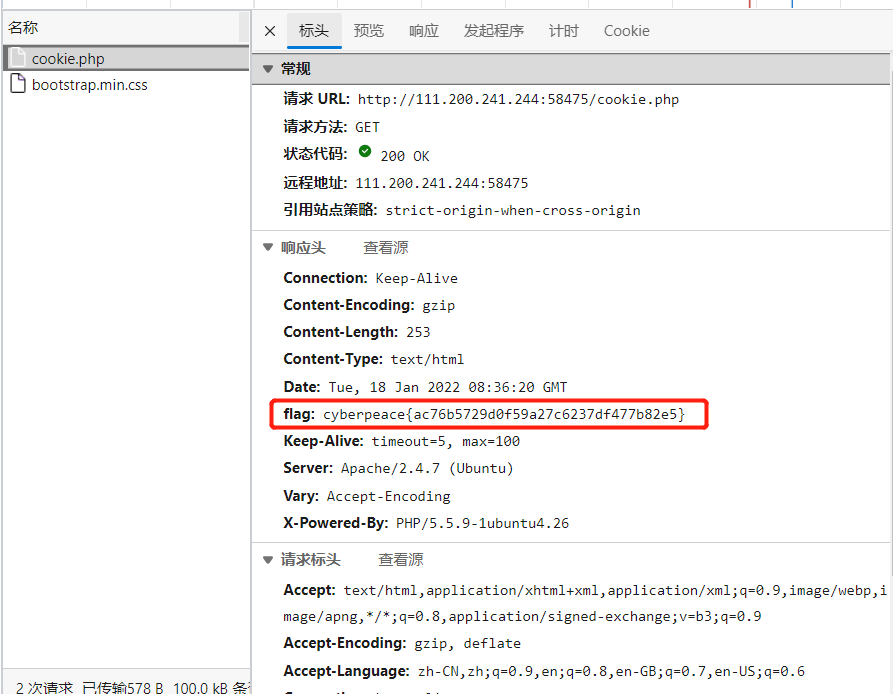 名称
cookie.php
bootstrap.min.css
2 次请求 已传输578 B 100.0 kB 条
× 标头 预览 响应 发起程序 计时 Cookie
▼ 常规
请求 URL: http://111.200.241.244:58475/cookie.php
请求方法: GET
状态代码: 200 OK
远程地址: 111.200.241.244:58475
引用站点策略: strict-origin-when-cross-origin
▼ 响应头 查看源
Connection: Keep-Alive
Content-Encoding: gzip
Content-Length: 253
Content-Type: text/html
Date: Tue, 18 Jan 2022 08:36:20 GMT
flag: cyberpeace{ac76b5729d0f59a27c6237df477b82e5}
Keep-Alive: timeout=5, max=100
Server: Apache/2.4.7 (Ubuntu)
Vary: Accept-Encoding
X-Powered-By: PHP/5.5.9-1ubuntu4.26
▼ 请求标头 查看源
Accept: text/html,application/xhtml+xml,application/xml;q=0.9,image/webp,i
mage/apng,*/*;q=0.8,application/signed-exchange;v=b3;q=0.9
Accept-Encoding: gzip, deflate
Accept-Language: zh-CN,zh;q=0.9,en;q=0.8,en-GB;q=0.7,en-US;q=0.6